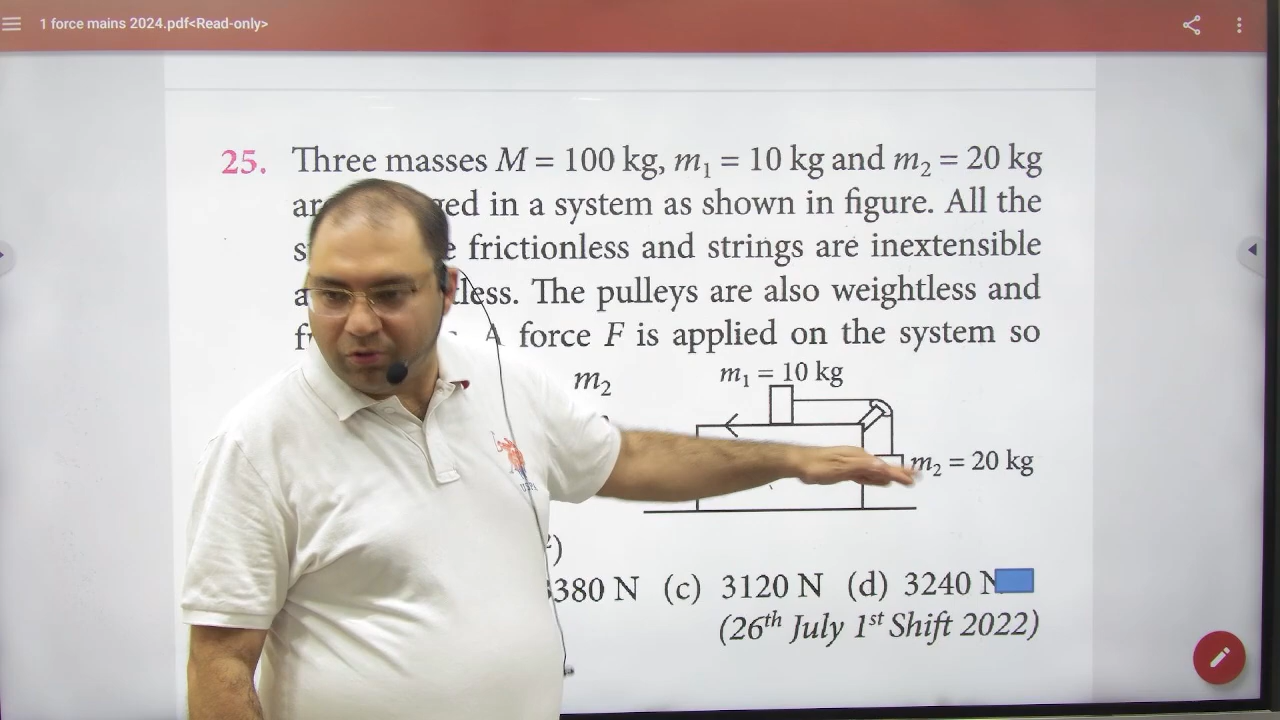 1 force mains 2024.pdf<Read-only>
25. Three masses M = 100 kg, m₁ = 10 kg and m₂ = 20 kg
in a system as shown in figure. All the
frictionless and strings are inextensible
The pulleys are also weightless and
A force F is applied on the system so
m₂
m₁ = 10 kg
m₂ = 20 kg
3380 N (c) 3120 N (d) 3240 N
(26th July 1st Shift 2022)